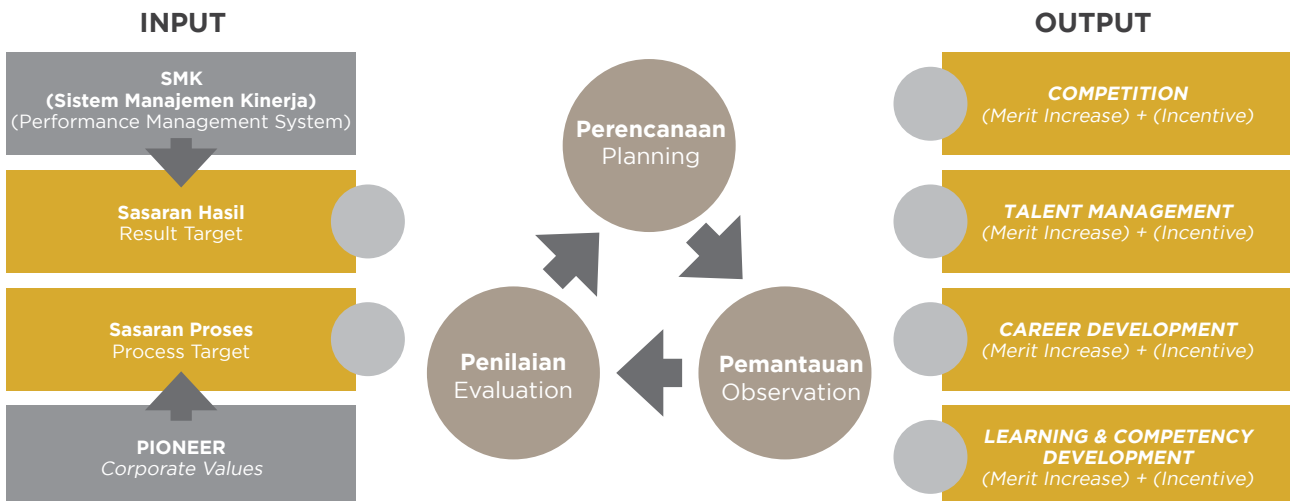 INPUT
SMK
(Sistem Manajemen Kinerja)
(Performance Management System)
Sasaran Hasil
Result Target
Sasaran Proses
Process Target
PIONEER
Corporate Values
Perencanaan
Planning
Pemantauan
Observation
Penilaian
Evaluation
OUTPUT
COMPETITION
(Merit Increase) + (Incentive)
TALENT MANAGEMENT
(Merit Increase) + (Incentive)
CAREER DEVELOPMENT
(Merit Increase) + (Incentive)
LEARNING & COMPETENCY
DEVELOPMENT
(Merit Increase) + (Incentive)